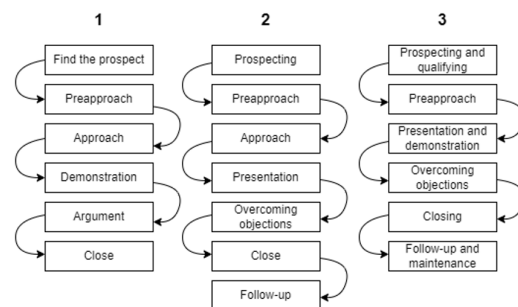 1
Find the prospect
Preapproach
Approach
Demonstration
Argument
Close
2
Prospecting
Preapproach
Approach
Presentation
Overcoming
objections
Close
Follow-up
3
Prospecting and
qualifying
Preapproach
Presentation and
demonstration
Overcoming
objections
Closing
Follow-up and
maintenance